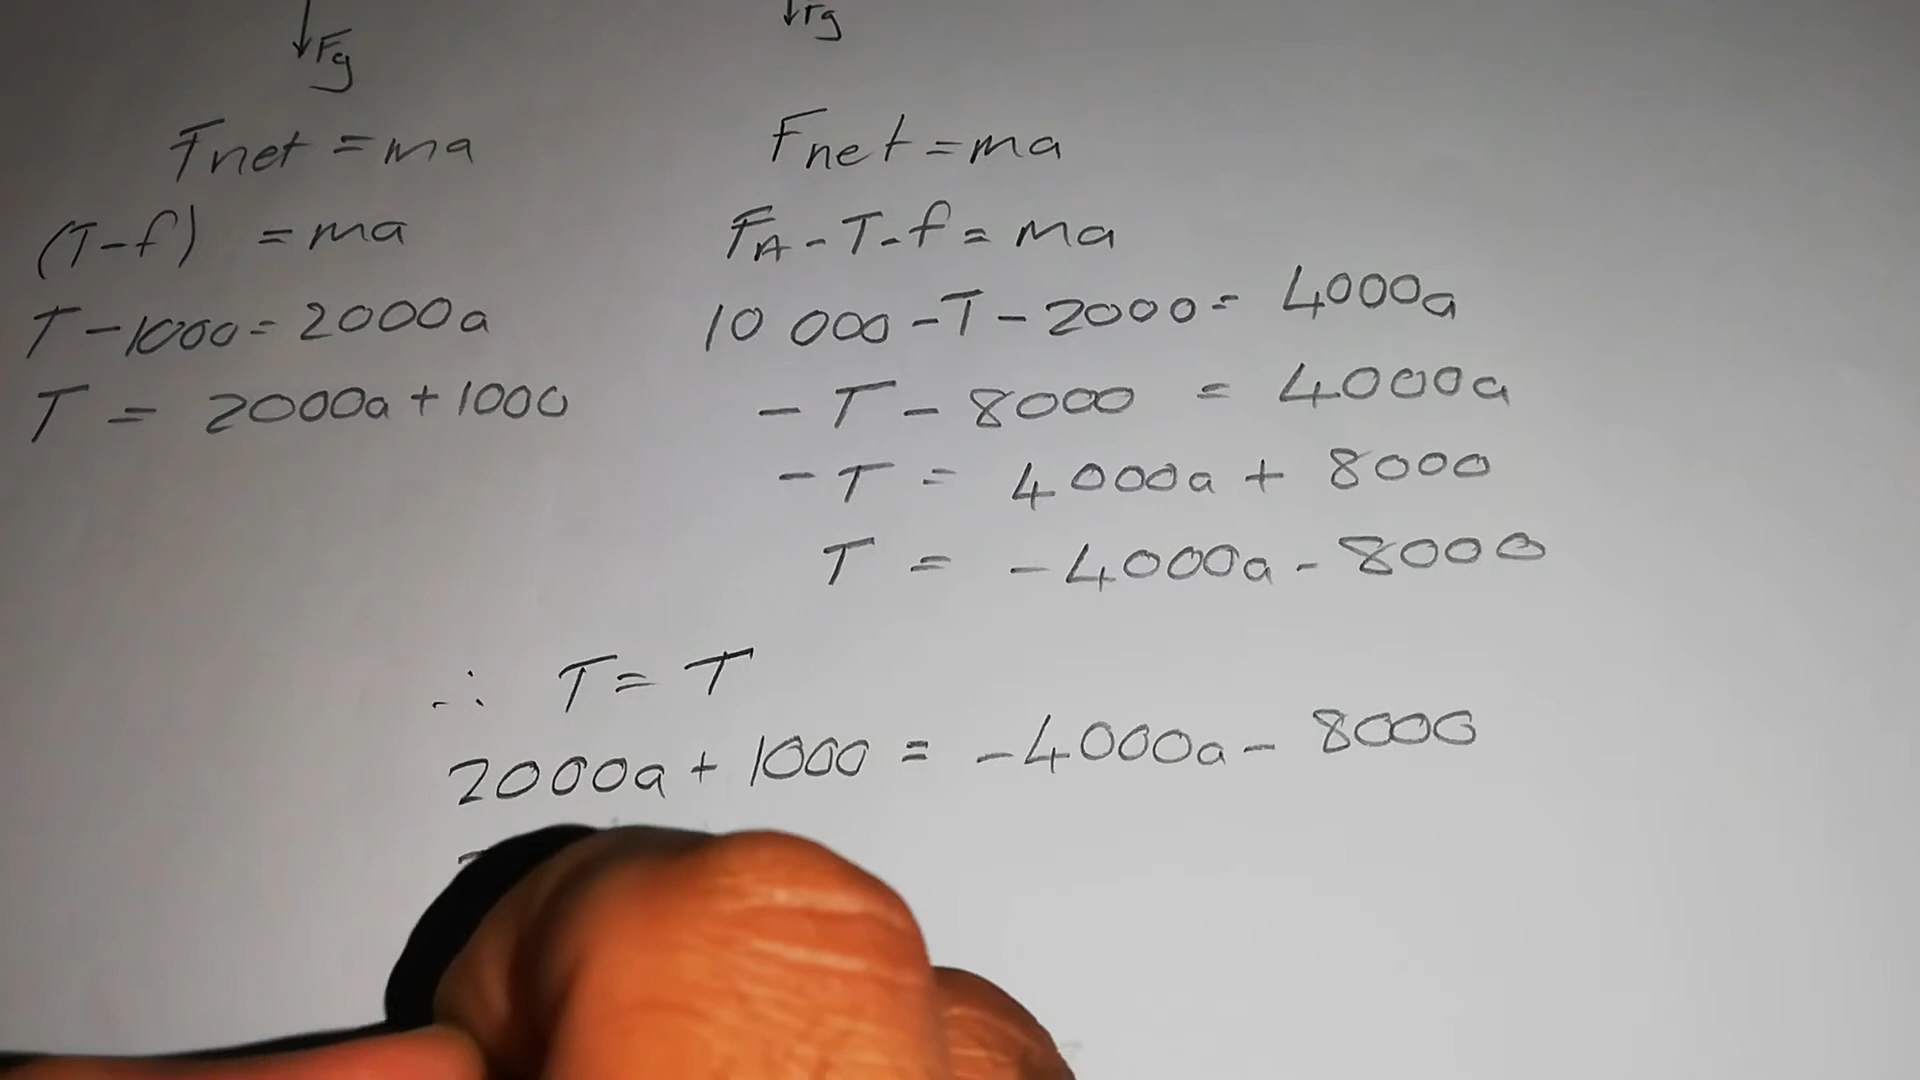 Fg
Fg
Fnet = ma
(T-f) = ma
T - 1000 = 2000a
T = 2000a + 1000
Fnet = ma
FA - T - f = ma
10 000 - T - 2000 = 4000a
- T - 8000 = 4000a
- T = 4000a + 8000
T = - 4000a - 8000
∴ T = T
2000a + 1000 = - 4000a - 8000